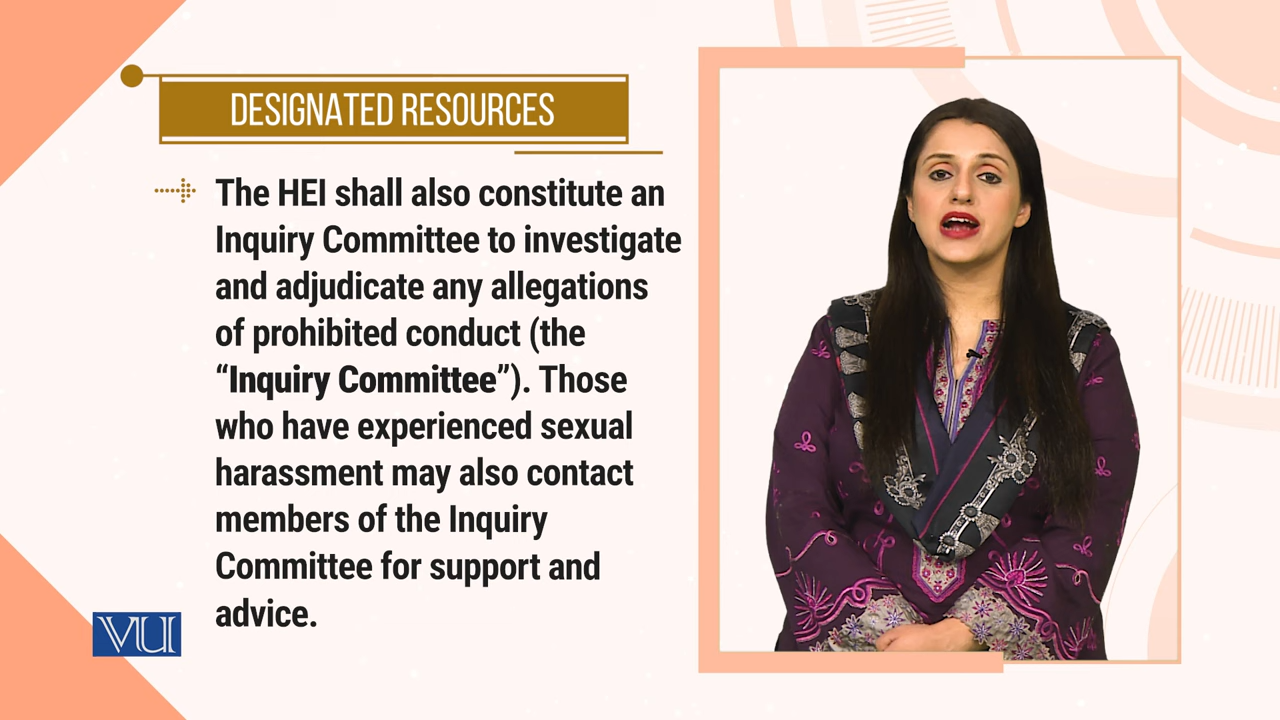 DESIGNATED RESOURCES
The HEI shall also constitute an
Inquiry Committee to investigate
and adjudicate any allegations
of prohibited conduct (the
“Inquiry Committee”). Those
who have experienced sexual
harassment may also contact
members of the Inquiry
Committee for support and
advice.
VU